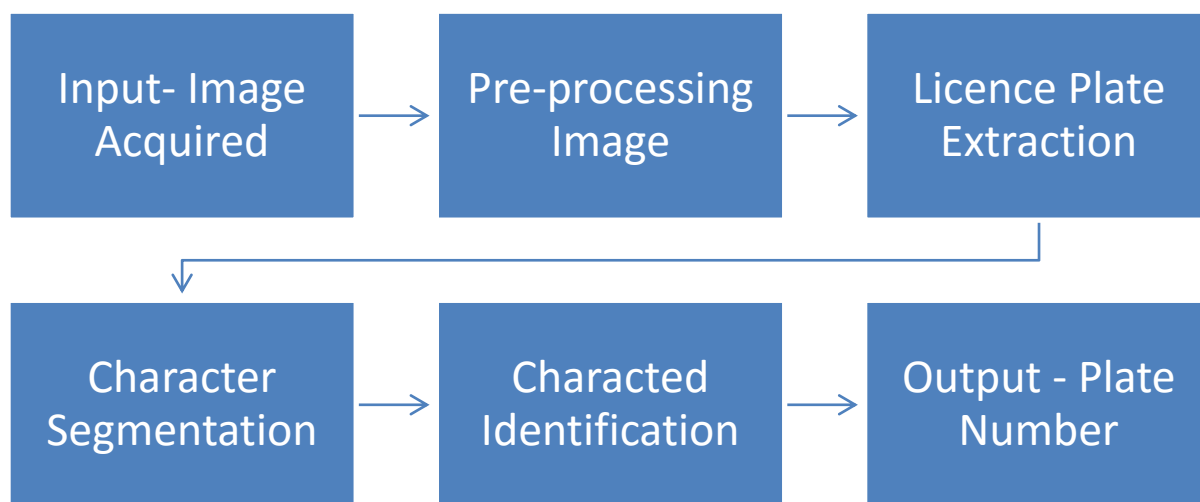 Input- Image
Acquired
Pre-processing
Image
Licence Plate
Extraction
Character
Segmentation
Characted
Identification
Output - Plate
Number